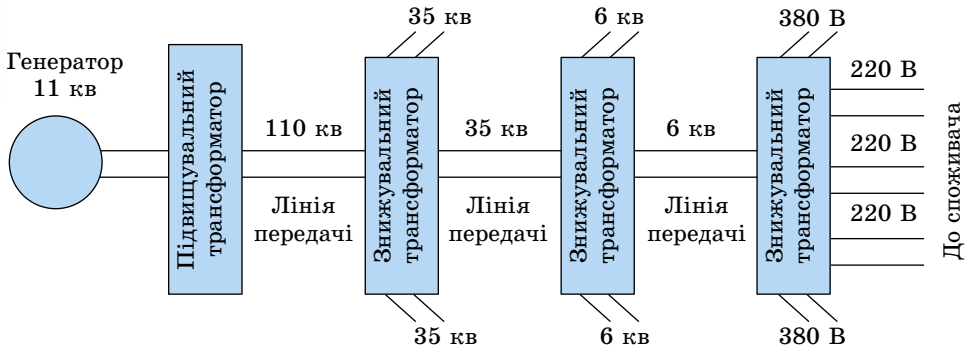 35 кв
6 кв
380 В
Генератор
11 кв
Підвищувальний
трансформатор
110 кв
Лінія
передачі
Знижувальний
трансформатор
35 кв
Лінія
передачі
Знижувальний
трансформатор
6 кв
Лінія
передачі
Знижувальний
трансформатор
220 В
220 В
220 В
До споживача
35 кв
6 кв
380 В